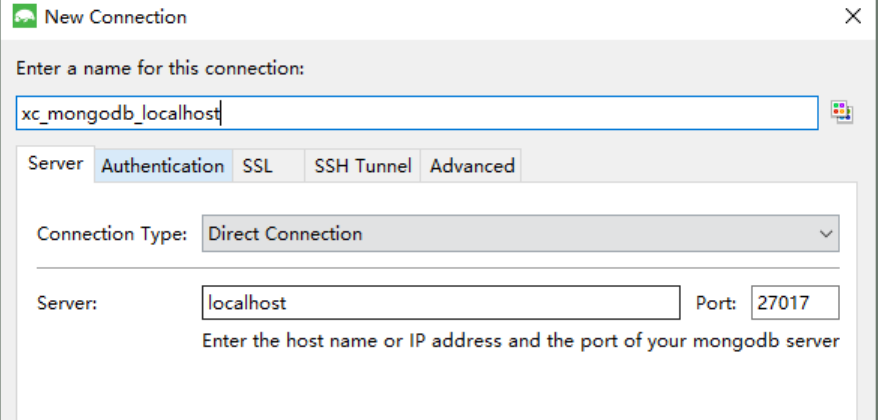 New Connection
Enter a name for this connection:
xc_mongodb_localhost
Server Authentication SSL SSH Tunnel Advanced
Connection Type: Direct Connection
Server: localhost Port: 27017
Enter the host name or IP address and the port of your mongodb server